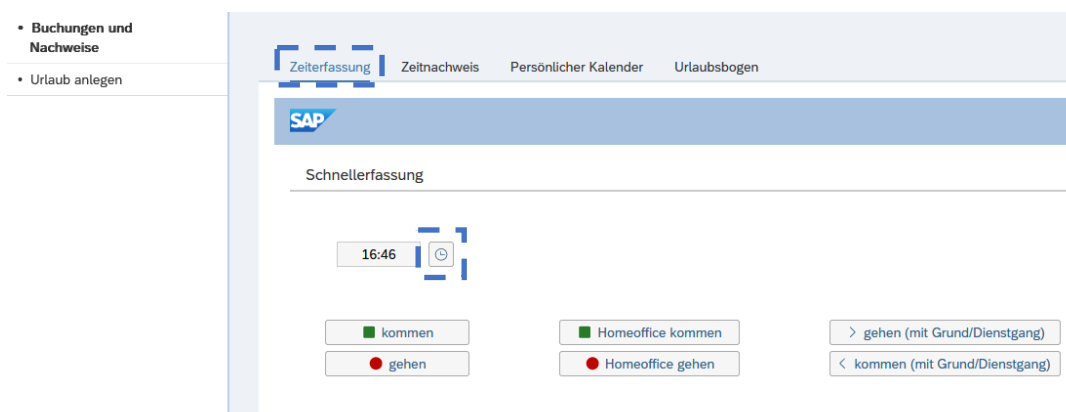 • Buchungen und
Nachweise
• Urlaub anlegen
Zeiterfassung Zeitnachweis Persönlicher Kalender Urlaubsbogen
SAP
Schnellerfassung
16:46
kommen Homeoffice kommen > gehen (mit Grund/Dienstgang)
gehen Homeoffice gehen < kommen (mit Grund/Dienstgang)